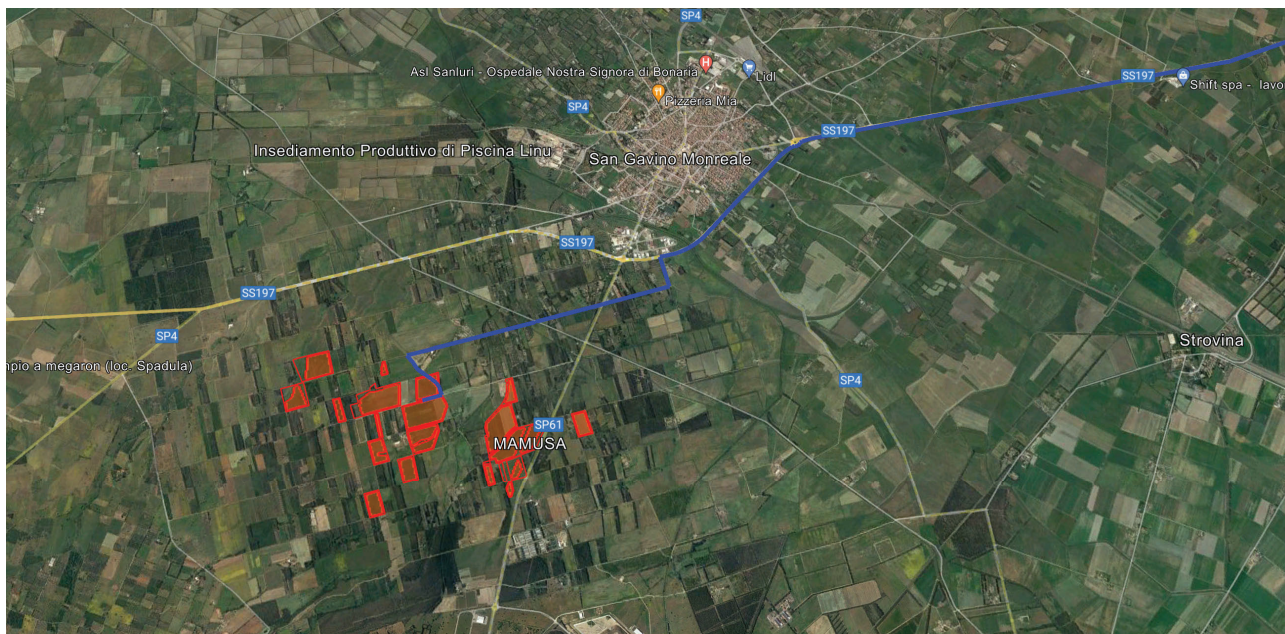 SP4
Asl Sanluri - Ospedale Nostra Signora di Bonaria
Lidl
SS197
Shift spa - lavo
Pizzeria Mia
SP4
SS197
Insediamento Produttivo di Piscina Linu
San Gavino Monreale
SS197
SS197
SP4
Strovina
mpio a megaron (loc. Spadula)
SP4
SP61
MAMUSA